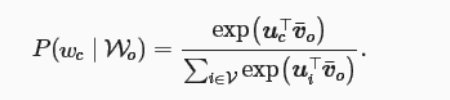 P(w_c | 𝒲_o) = exp(u_c^⊤ v̄_o) / ∑_{i∈𝒱} exp(u_i^⊤ v̄_o).